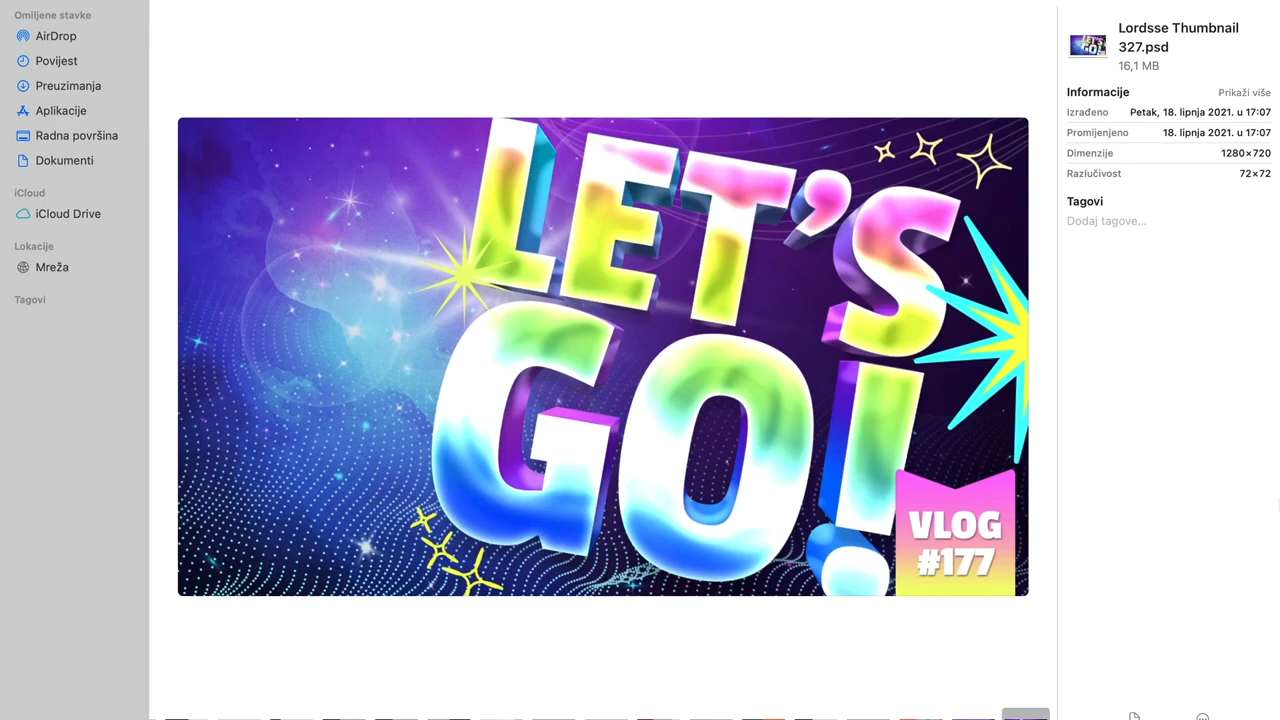 Omiljene stavke
AirDrop
Povijest
Preuzimanja
Aplikacije
Radna površina
Dokumenti
iCloud
iCloud Drive
Lokacije
Mreža
Tagovi
LET'S
GO!
VLOG
#177
Lordsse Thumbnail
327.psd
16,1 MB
Informacije Prikaži više
Izrađeno Petak, 18. lipnja 2021. u 17:07
Promijenjeno 18. lipnja 2021. u 17:07
Dimenzije 1280×720
Razlučivost 72×72
Tagovi
Dodaj tagove...